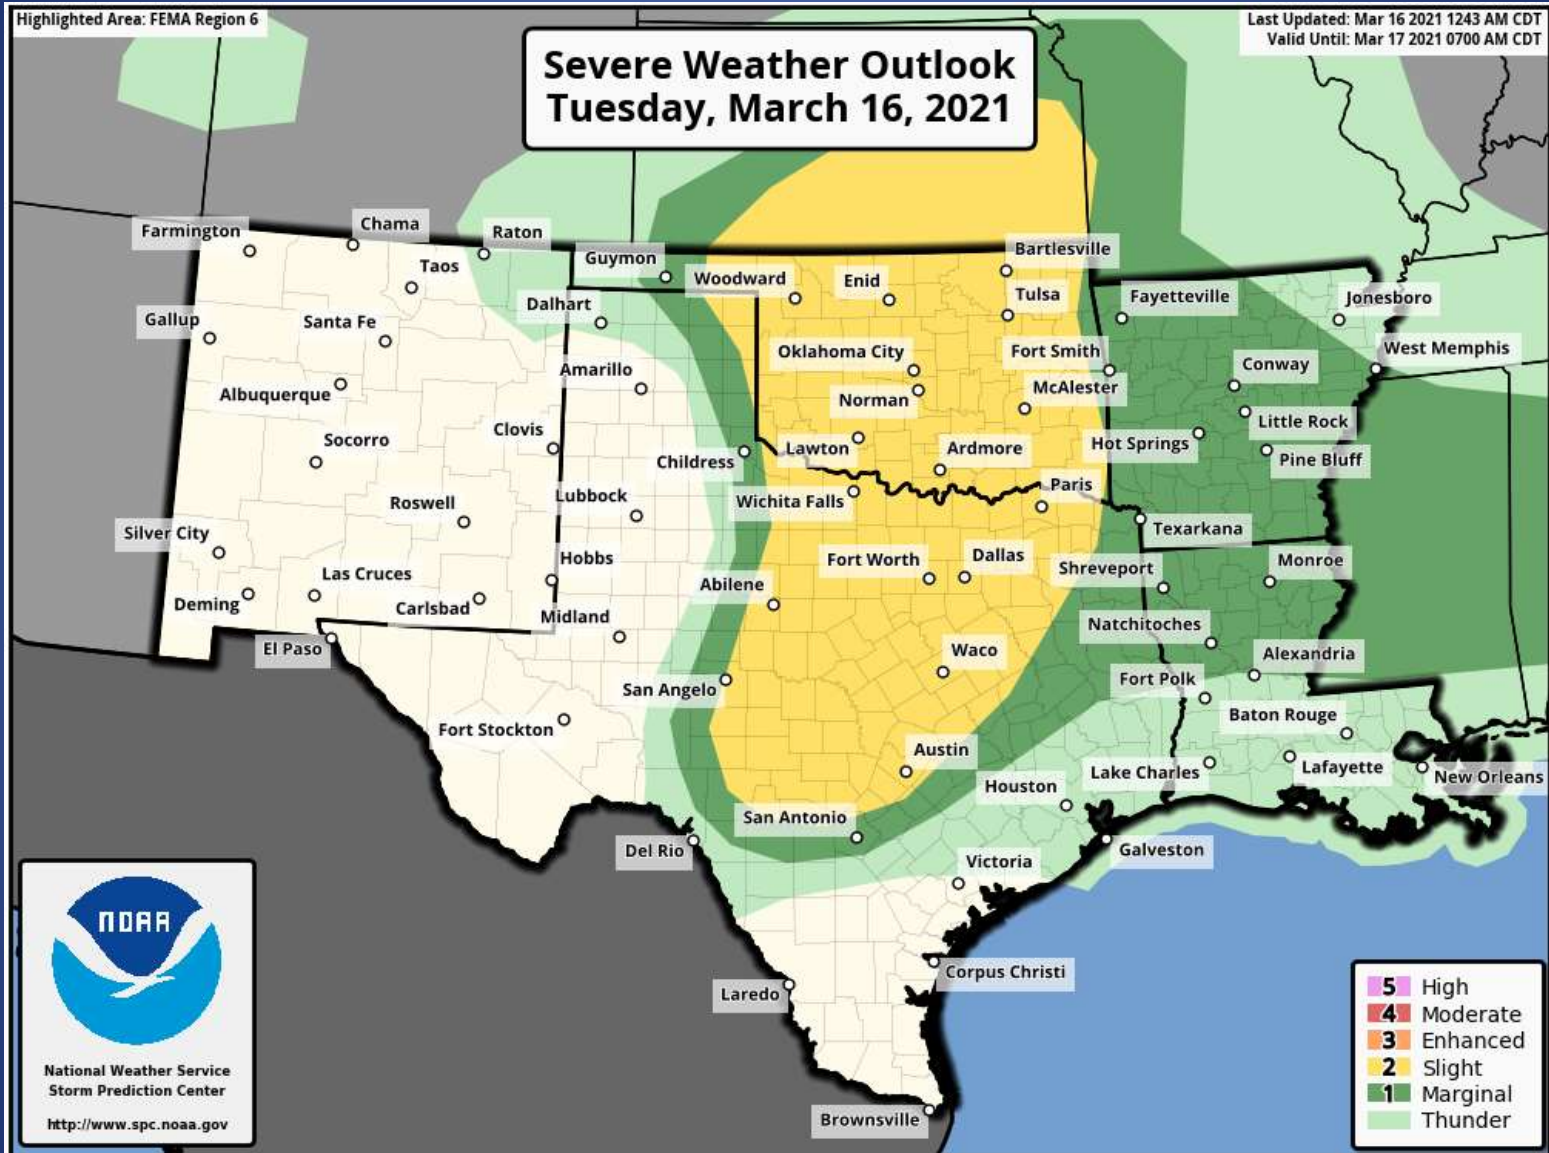 Highlighted Area: FEMA Region 6
Last Updated: Mar 16 2021 1243 AM CDT
Valid Until: Mar 17 2021 0700 AM CDT
Severe Weather Outlook
Tuesday, March 16, 2021
Farmington
Chama
Raton
Taos
Guymon
Woodward
Enid
Bartlesville
Tulsa
Fayetteville
Jonesboro
Gallup
Santa Fe
Dalhart
Oklahoma City
Fort Smith
West Memphis
Albuquerque
Amarillo
Norman
McAlester
Conway
Little Rock
Socorro
Clovis
Childress
Lawton
Ardmore
Hot Springs
Pine Bluff
Roswell
Lubbock
Wichita Falls
Paris
Texarkana
Silver City
Las Cruces
Hobbs
Abilene
Fort Worth
Dallas
Shreveport
Monroe
Deming
Carlsbad
Midland
Natchitoches
El Paso
San Angelo
Waco
Alexandria
Fort Polk
Fort Stockton
Baton Rouge
Austin
Houston
Lake Charles
Lafayette
New Orleans
Del Rio
San Antonio
Victoria
Galveston
Laredo
Corpus Christi
Brownsville
NOAA
National Weather Service
Storm Prediction Center
http://www.spc.noaa.gov
5 High
4 Moderate
3 Enhanced
2 Slight
1 Marginal
Thunder